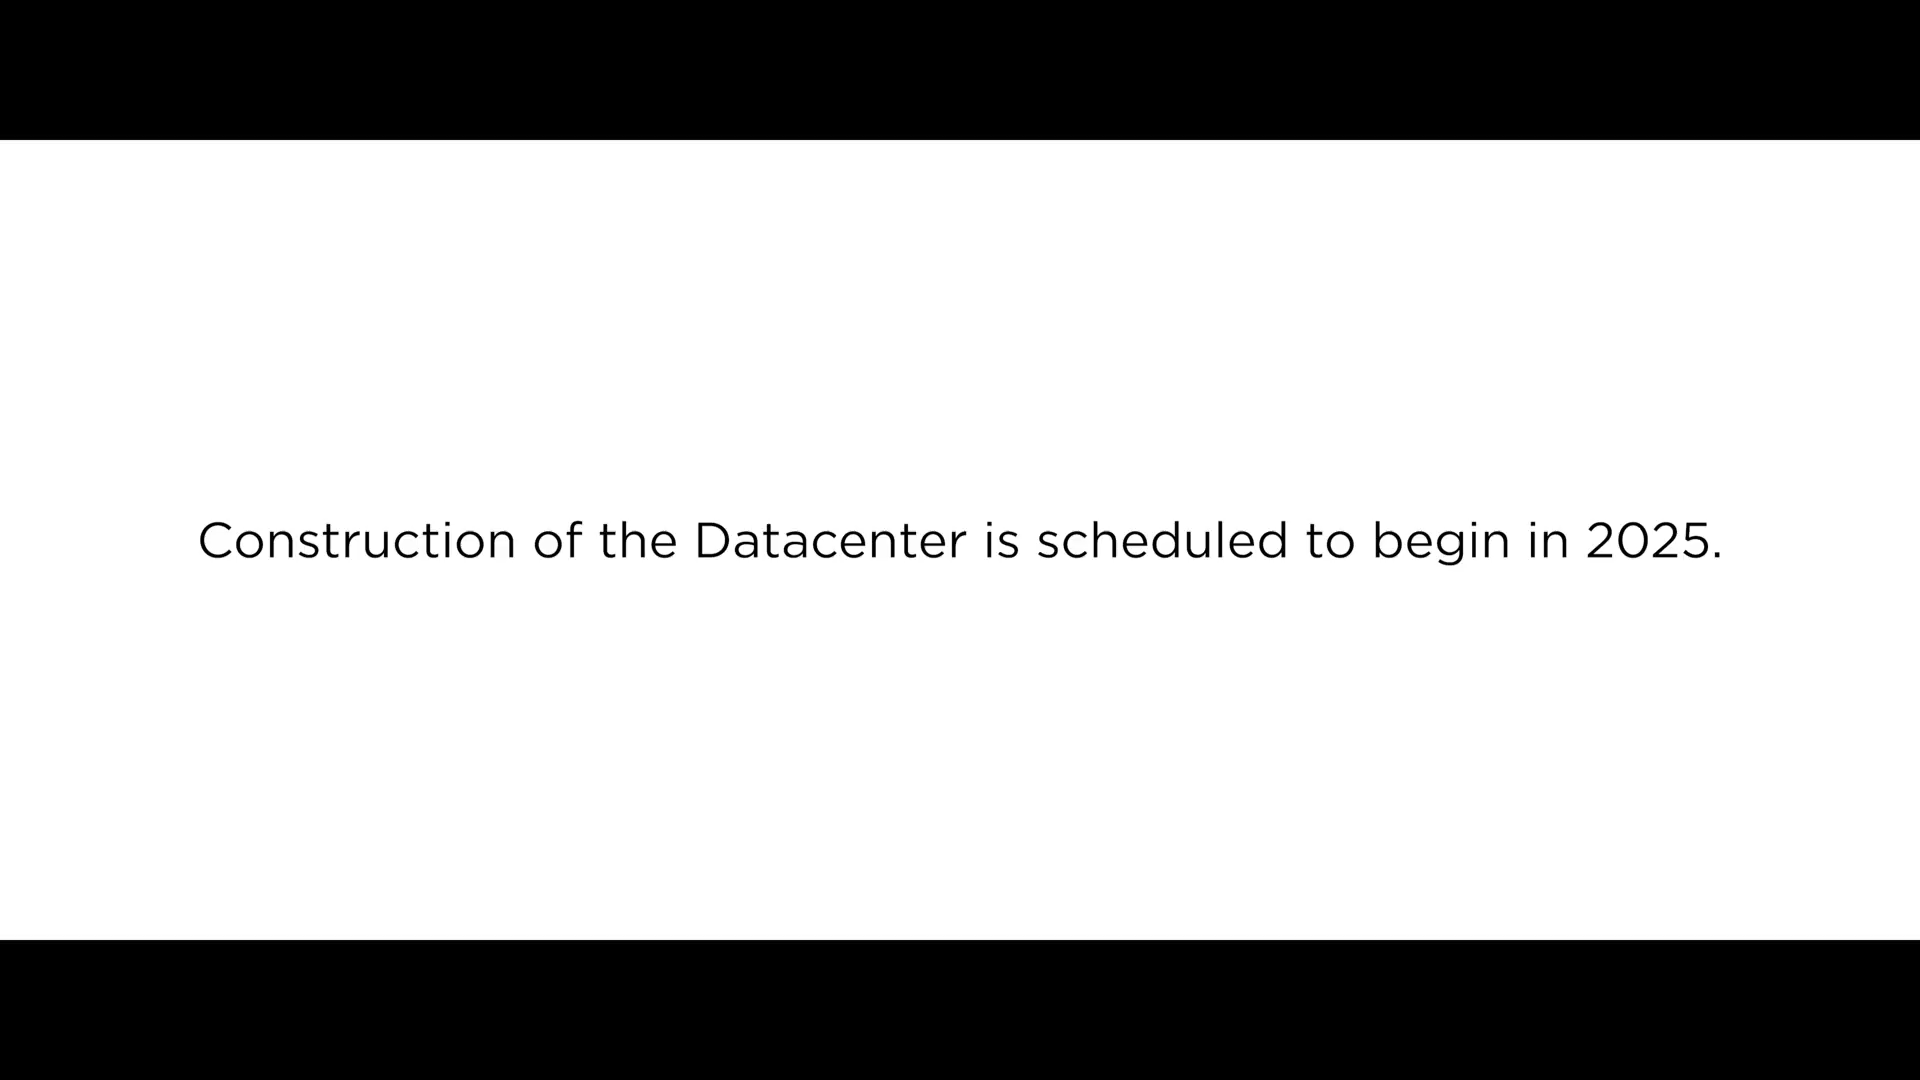 Construction of the Datacenter is scheduled to begin in 2025.